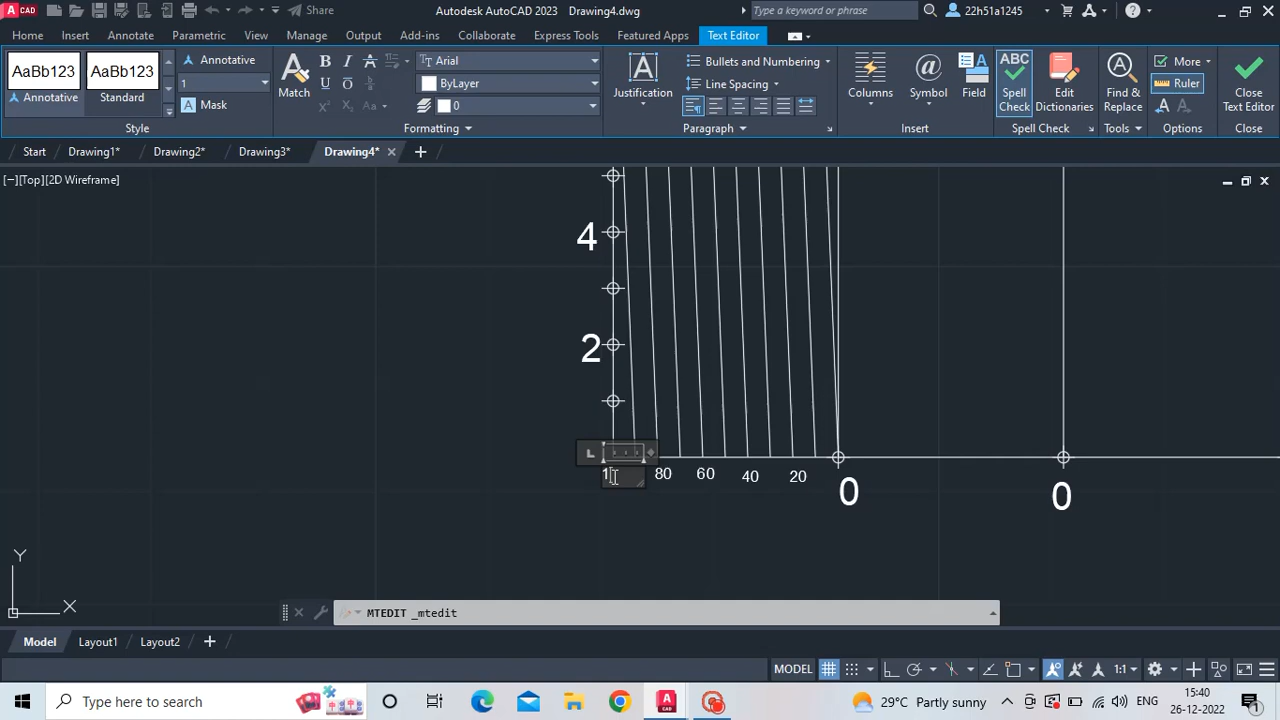 CAD Share Autodesk AutoCAD 2023 Drawing4.dwg Type a keyword or phrase 22h51a1245
Home Insert Annotate Parametric View Manage Output Add-ins Collaborate Express Tools Featured Apps Text Editor
AaBb123 AaBb123 Annotative Arial Bullets and Numbering @ ABC More
1 ByLayer Line Spacing Ruler
Annotative Standard Mask Match 0 Justification Columns Symbol Field Spell Check Edit Dictionaries Find & Replace Close Text Editor
Style Formatting Paragraph Insert Spell Check Tools Options Close
Start Drawing1* Drawing2* Drawing3* Drawing4*
[−][Top][2D Wireframe]
4
2
1 80 60 40 20
0 0
Y
X
MTEDIT _mtedit
Model Layout1 Layout2
MODEL 1:1
Type here to search 29°C Partly sunny ENG 15:40
26-12-2022